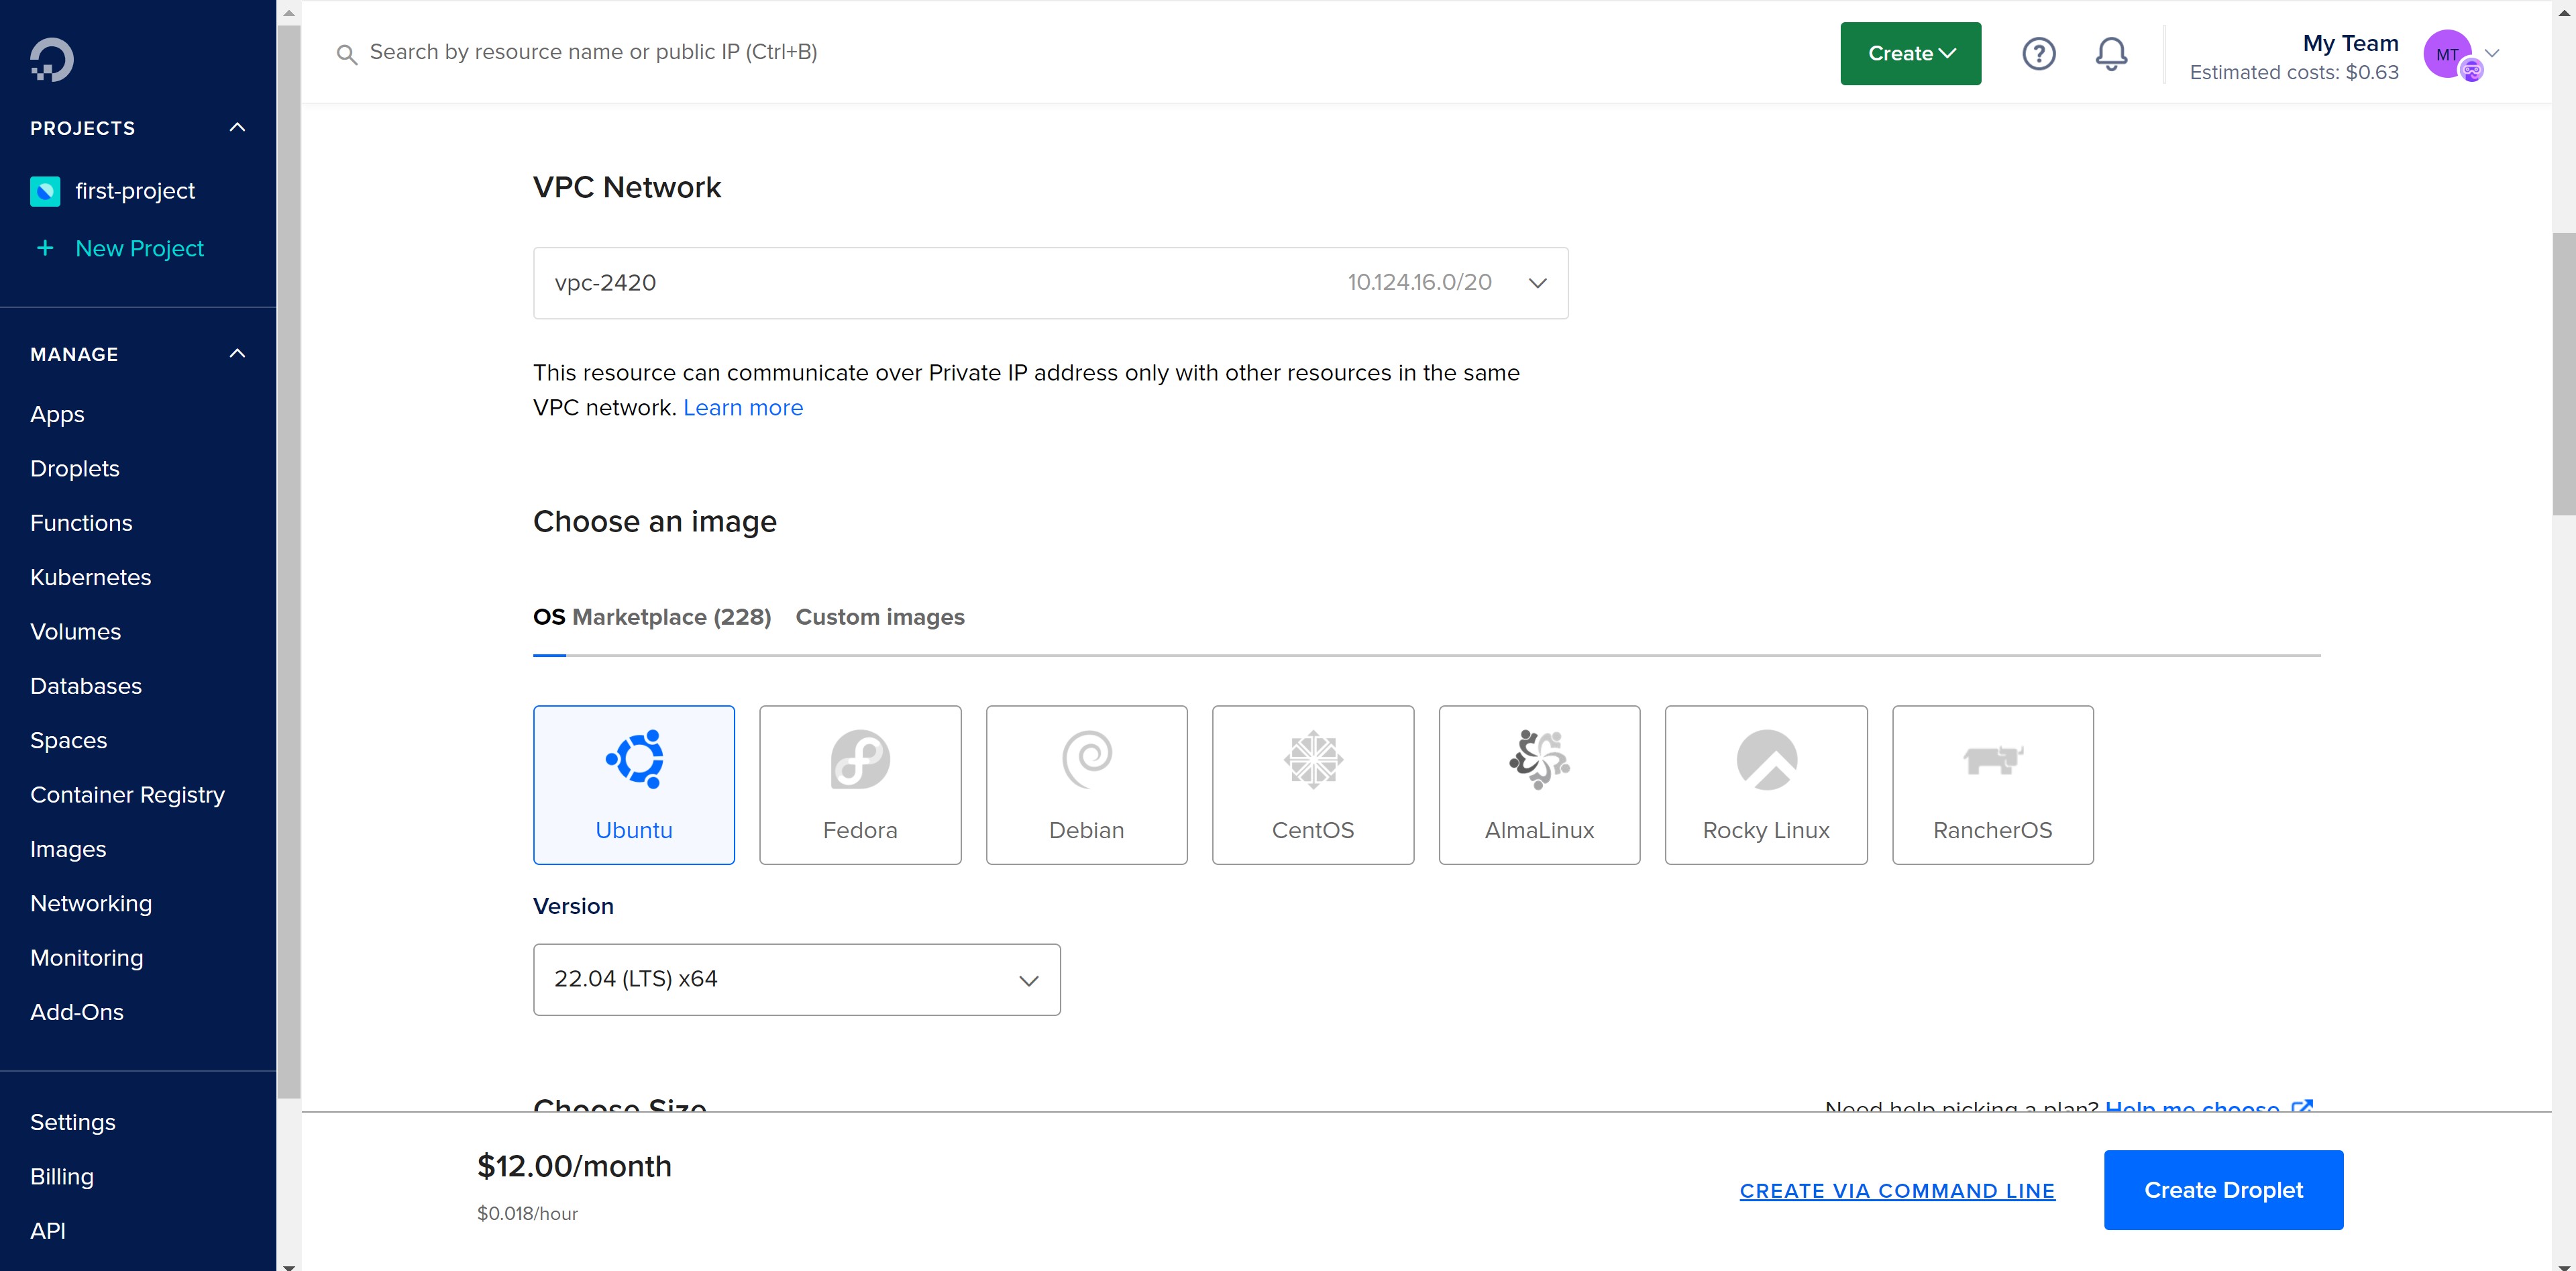 Search by resource name or public IP (Ctrl+B)
Create
My Team
Estimated costs: $0.63
MT
PROJECTS
first-project
+ New Project
MANAGE
Apps
Droplets
Functions
Kubernetes
Volumes
Databases
Spaces
Container Registry
Images
Networking
Monitoring
Add-Ons
Settings
Billing
API
VPC Network
vpc-2420 10.124.16.0/20
This resource can communicate over Private IP address only with other resources in the same
VPC network. Learn more
Choose an image
OS Marketplace (228) Custom images
Ubuntu Fedora Debian CentOS AlmaLinux Rocky Linux RancherOS
Version
22.04 (LTS) x64
Choose Size Need help picking a plan? Help me choose
$12.00/month
$0.018/hour
CREATE VIA COMMAND LINE
Create Droplet